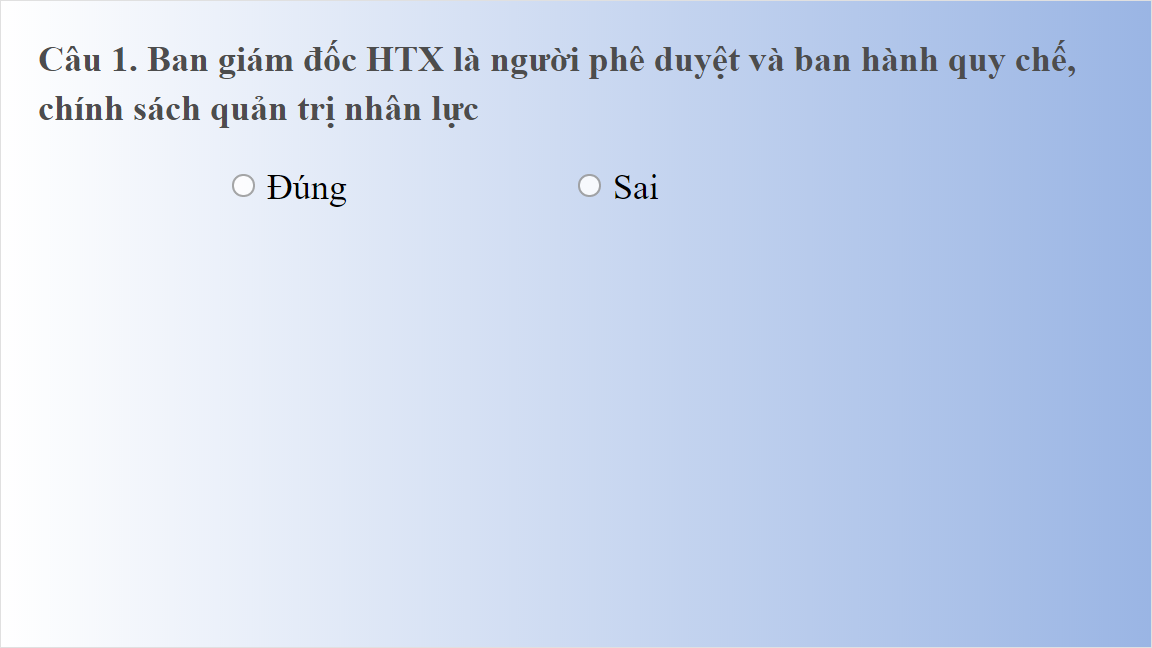 Câu 1. Ban giám đốc HTX là người phê duyệt và ban hành quy chế,
chính sách quản trị nhân lực
Đúng Sai